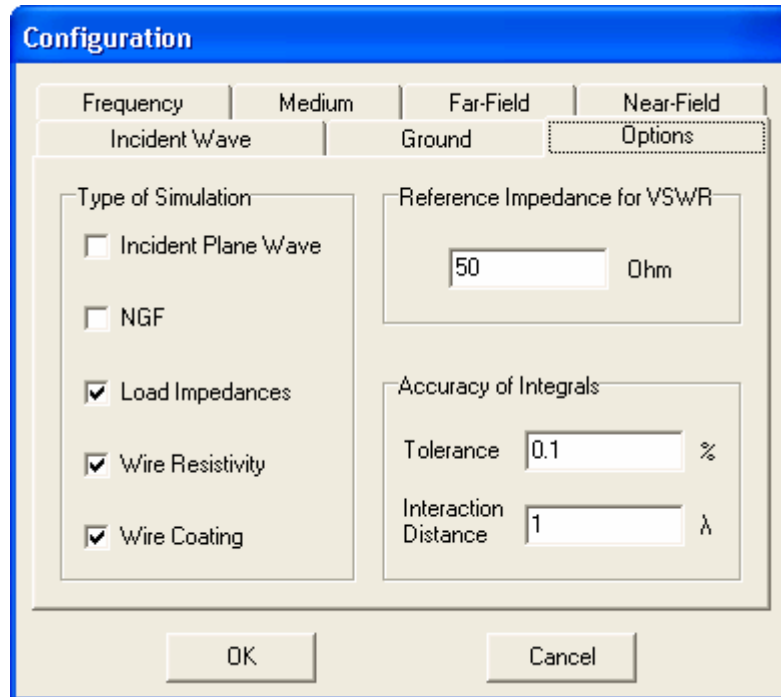 Configuration
Frequency
Medium
Far-Field
Near-Field
Incident Wave
Ground
Options
Type of Simulation
Incident Plane Wave
NGF
Load Impedances
Wire Resistivity
Wire Coating
Reference Impedance for VSWR
50 Ohm
Accuracy of Integrals
Tolerance 0.1 %
Interaction
Distance 1 λ
OK
Cancel